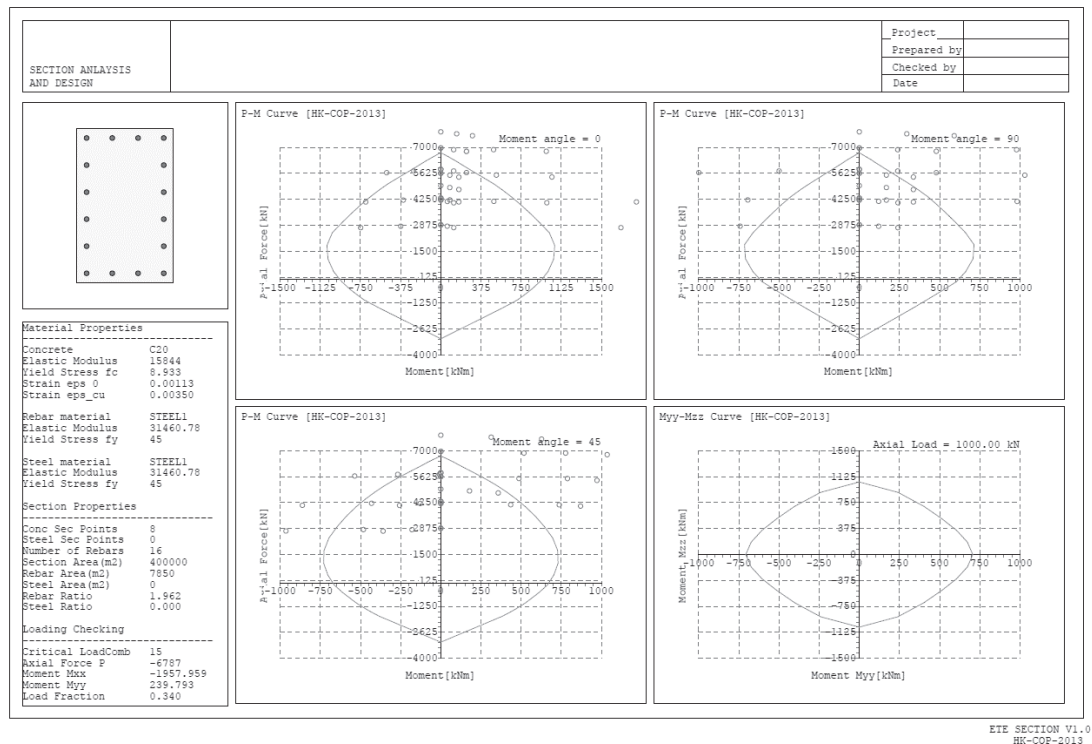 SECTION ANLAYSIS
AND DESIGN
Project
Prepared by
Checked by
Date
P-M Curve [HK-COP-2013]
Moment angle = 0
7000
5625
4250
2875
1500
125
-1500 -1125 -750 -375 0 375 750 1125 1500
-1250
-2625
-4000
Moment[kNm]
P-M Curve [HK-COP-2013]
Moment angle = 90
7000
5625
4250
2875
1500
125
-1000 -750 -500 -250 0 250 500 750 1000
-1250
-2625
-4000
Moment[kNm]
Material Properties
Concrete C20
Elastic Modulus 15844
Yield Stress fc 8.933
Strain eps 0 0.00113
Strain eps_cu 0.00350
Rebar material STEEL1
Elastic Modulus 31460.78
Yield Stress fy 45
Steel material STEEL1
Elastic Modulus 31460.78
Yield Stress fy 45
Section Properties
Conc Sec Points 8
Steel Sec Points 0
Number of Rebars 16
Section Area(m2) 400000
Rebar Area(m2) 7850
Steel Area(m2) 0
Rebar Ratio 1.962
Steel Ratio 0.000
Loading Checking
Critical LoadComb 15
Axial Force P -6787
Moment Mxx -1957.959
Moment Myy 239.793
Load Fraction 0.340
P-M Curve [HK-COP-2013]
Moment angle = 45
7000
5625
4250
2875
1500
125
-1000 -750 -500 -250 0 250 500 750 1000
-1250
-2625
-4000
Moment[kNm]
Myy-Mzz Curve [HK-COP-2013]
Axial Load = 1000.00 kN
1500
1125
750
375
0
-1000 -750 -500 -250 0 250 500 750 1000
-375
-750
-1125
-1500
Moment Mzz[kNm]
Moment Myy[kNm]
ETE SECTION V1.0
HK-COP-2013